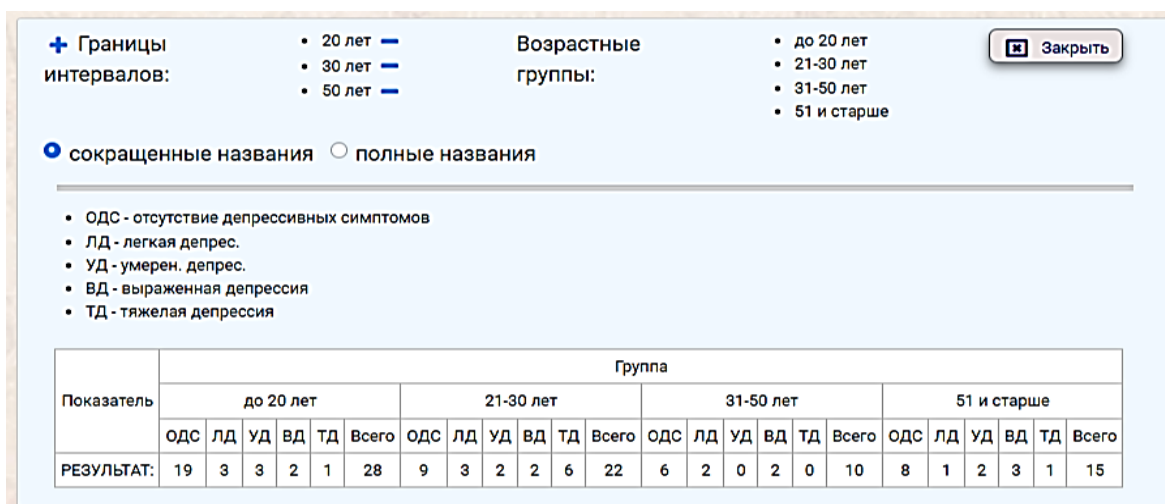 Границы интервалов:
20 лет
30 лет
50 лет
Возрастные группы:
до 20 лет
21-30 лет
31-50 лет
51 и старше
Закрыть
сокращенные названия полные названия
ОДС - отсутствие депрессивных симптомов
ЛД - легкая депрес.
УД - умерен. депрес.
ВД - выраженная депрессия
ТД - тяжелая депрессия
Группа
Показатель до 20 лет 21-30 лет 31-50 лет 51 и старше
ОДС ЛД УД ВД ТД Всего ОДС ЛД УД ВД ТД Всего ОДС ЛД УД ВД ТД Всего ОДС ЛД УД ВД ТД Всего
РЕЗУЛЬТАТ: 19 3 3 2 1 28 9 3 2 2 6 22 6 2 0 2 0 10 8 1 2 3 1 15